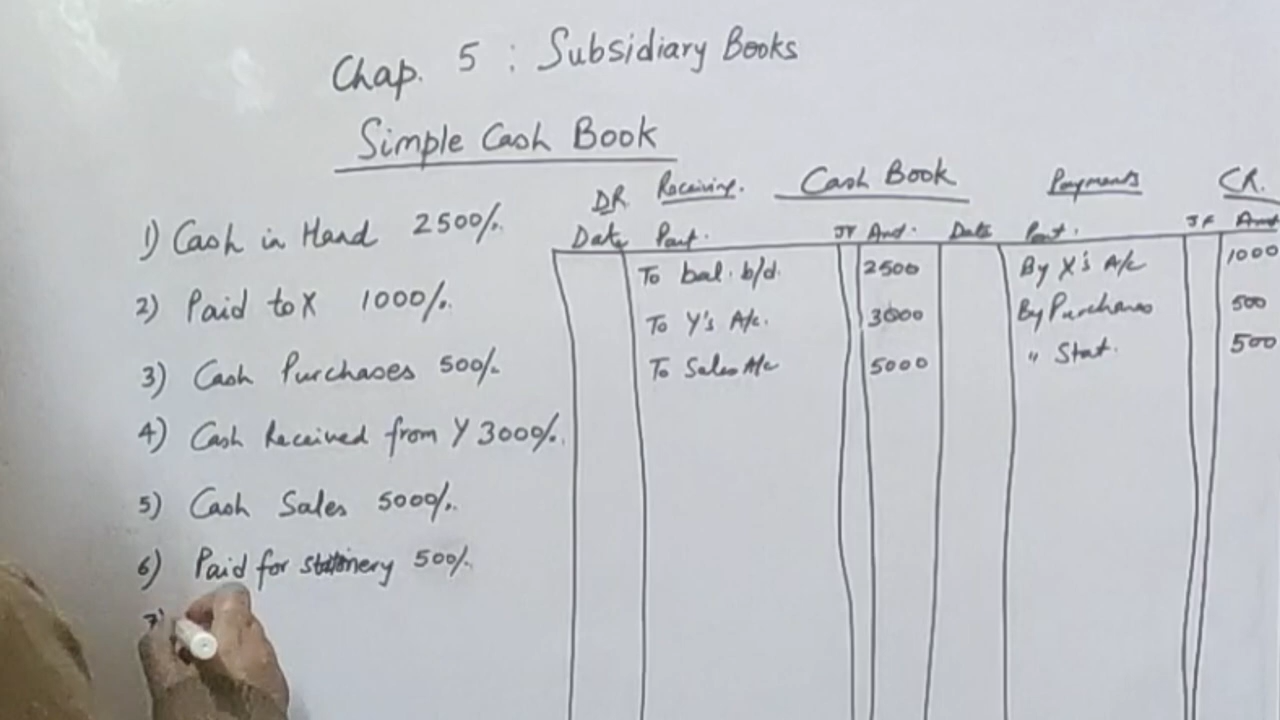 Chap. 5 : Subsidiary Books
Simple Cash Book
1) Cash in Hand 2500/.
2) Paid to X 1000/.
3) Cash Purchases 500/.
4) Cash Received from Y 3000/.
5) Cash Sales 5000/.
6) Paid for stationery 500/.
7)
DR. Receiving. Cash Book Payments CR.
Date Part. JF Amt. Date Part. JF Amt
To bal. b/d. 2500 By X's A/c 1000
To Y's A/c. 3000 By Purchases 500
To Sales A/c 5000 " Stat. 500